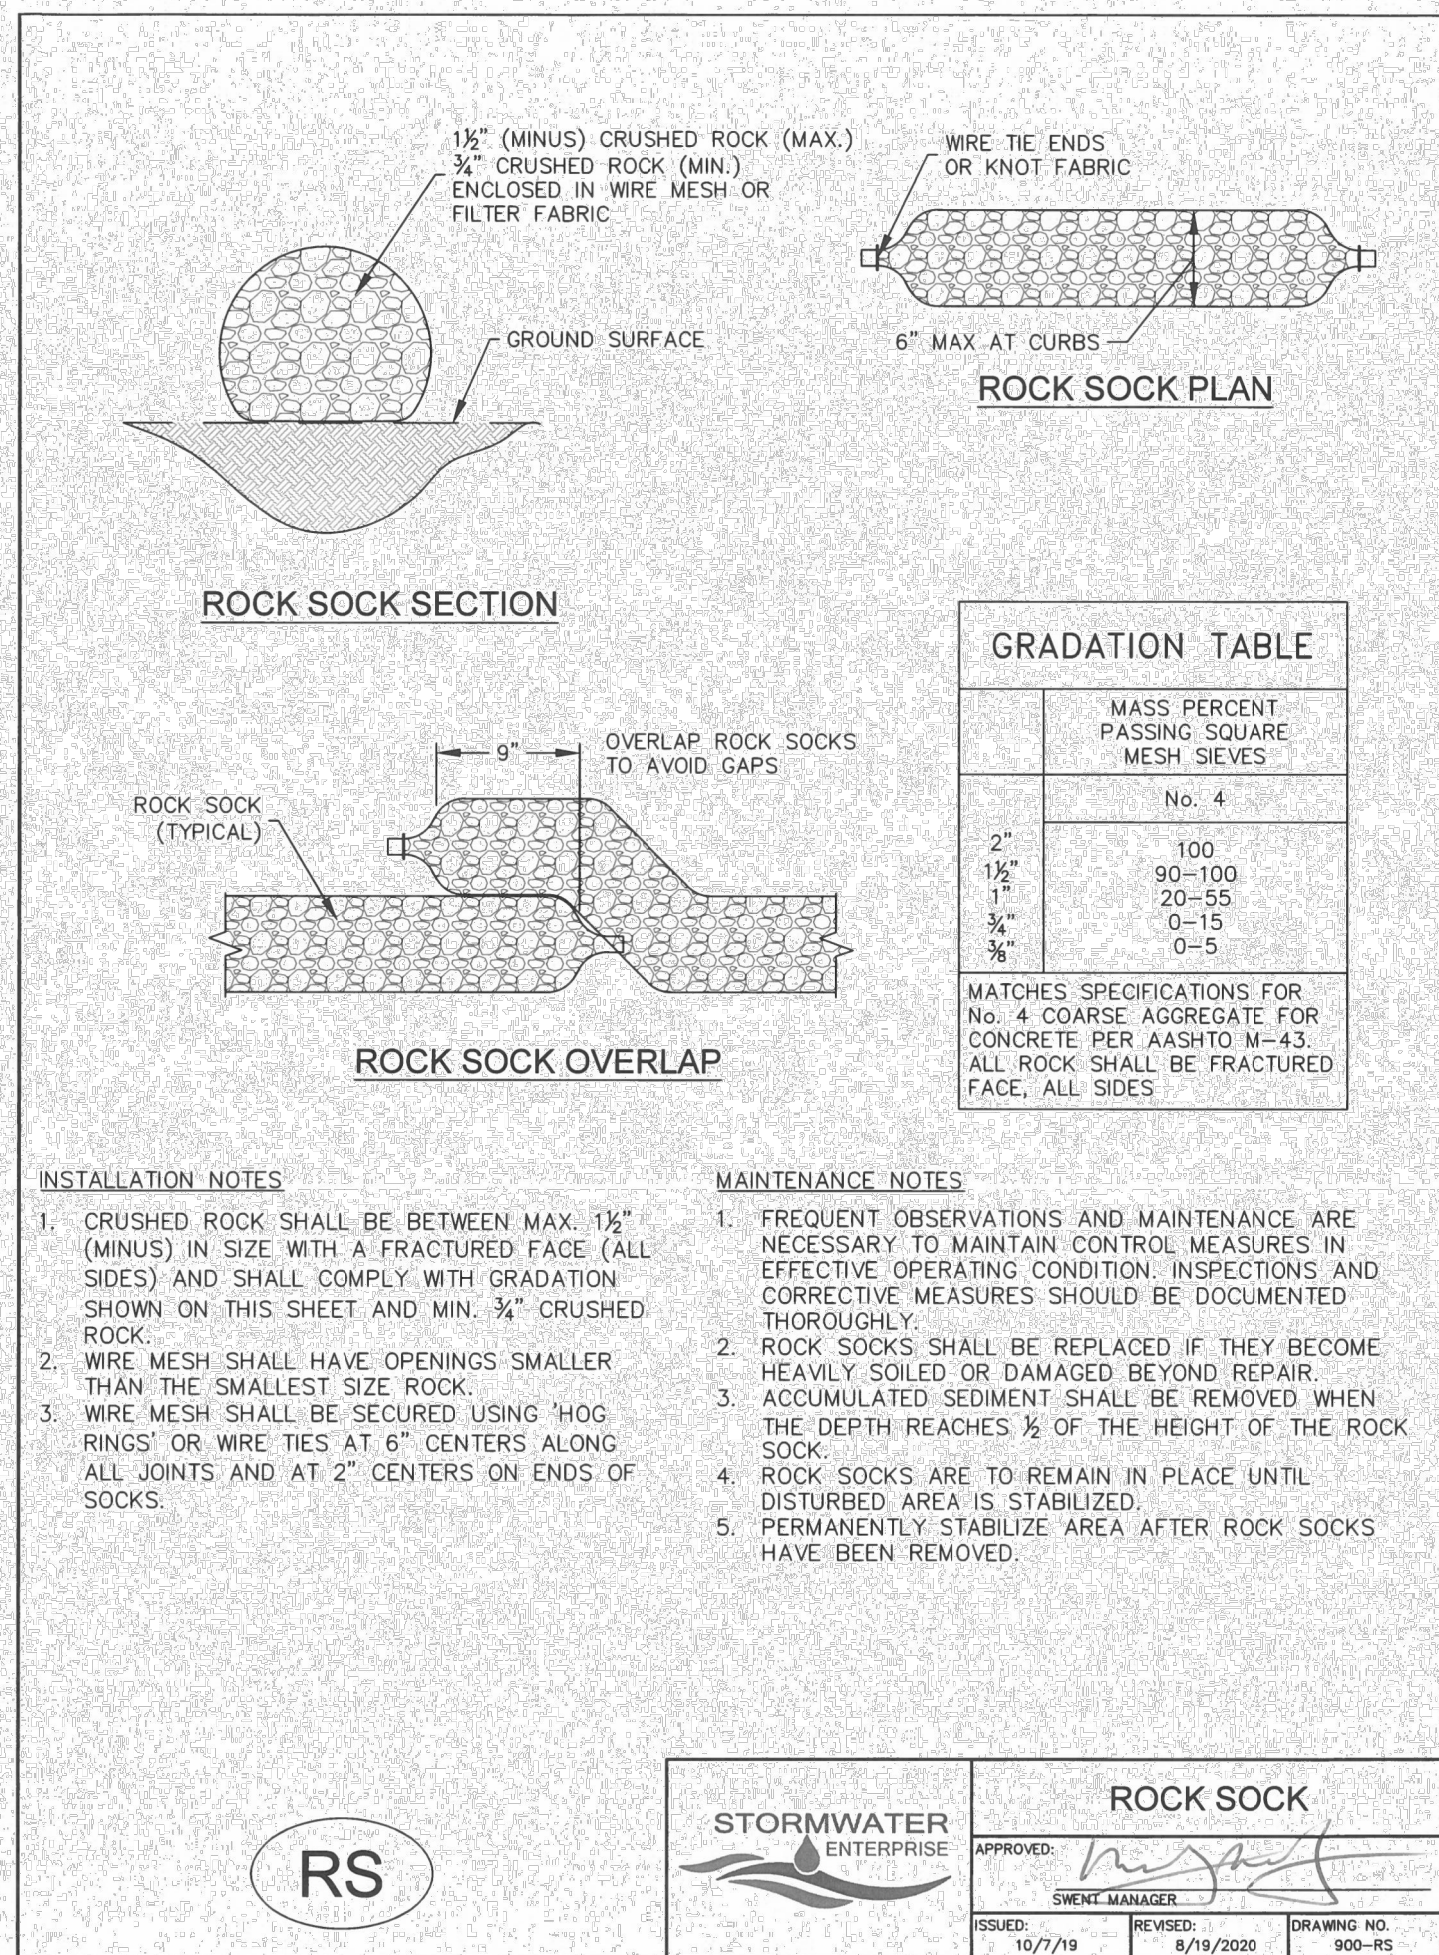 1½" (MINUS) CRUSHED ROCK (MAX.)
¾" CRUSHED ROCK (MIN.)
ENCLOSED IN WIRE MESH OR
FILTER FABRIC
GROUND SURFACE
ROCK SOCK SECTION
WIRE TIE ENDS
OR KNOT FABRIC
6" MAX AT CURBS
ROCK SOCK PLAN
9"
OVERLAP ROCK SOCKS
TO AVOID GAPS
ROCK SOCK
(TYPICAL)
ROCK SOCK OVERLAP
GRADATION TABLE
MASS PERCENT
PASSING SQUARE
MESH SIEVES
No. 4
2" 100
1½" 90-100
1" 20-55
¾" 0-15
⅜" 0-5
MATCHES SPECIFICATIONS FOR
No. 4 COARSE AGGREGATE FOR
CONCRETE PER AASHTO M-43.
ALL ROCK SHALL BE FRACTURED
FACE, ALL SIDES
INSTALLATION NOTES
1. CRUSHED ROCK SHALL BE BETWEEN MAX. 1½"
(MINUS) IN SIZE WITH A FRACTURED FACE (ALL
SIDES) AND SHALL COMPLY WITH GRADATION
SHOWN ON THIS SHEET AND MIN. ¾" CRUSHED
ROCK.
2. WIRE MESH SHALL HAVE OPENINGS SMALLER
THAN THE SMALLEST SIZE ROCK.
3. WIRE MESH SHALL BE SECURED USING 'HOG
RINGS' OR WIRE TIES AT 6" CENTERS ALONG
ALL JOINTS AND AT 2" CENTERS ON ENDS OF
SOCKS.
MAINTENANCE NOTES
1. FREQUENT OBSERVATIONS AND MAINTENANCE ARE
NECESSARY TO MAINTAIN CONTROL MEASURES IN
EFFECTIVE OPERATING CONDITION. INSPECTIONS AND
CORRECTIVE MEASURES SHOULD BE DOCUMENTED
THOROUGHLY.
2. ROCK SOCKS SHALL BE REPLACED IF THEY BECOME
HEAVILY SOILED OR DAMAGED BEYOND REPAIR.
3. ACCUMULATED SEDIMENT SHALL BE REMOVED WHEN
THE DEPTH REACHES ½ OF THE HEIGHT OF THE ROCK
SOCK.
4. ROCK SOCKS ARE TO REMAIN IN PLACE UNTIL
DISTURBED AREA IS STABILIZED.
5. PERMANENTLY STABILIZE AREA AFTER ROCK SOCKS
HAVE BEEN REMOVED.
RS
STORMWATER
ENTERPRISE
ROCK SOCK
APPROVED:
SWENT MANAGER
ISSUED:
10/7/19
REVISED:
8/19/2020
DRAWING NO.
900-RS